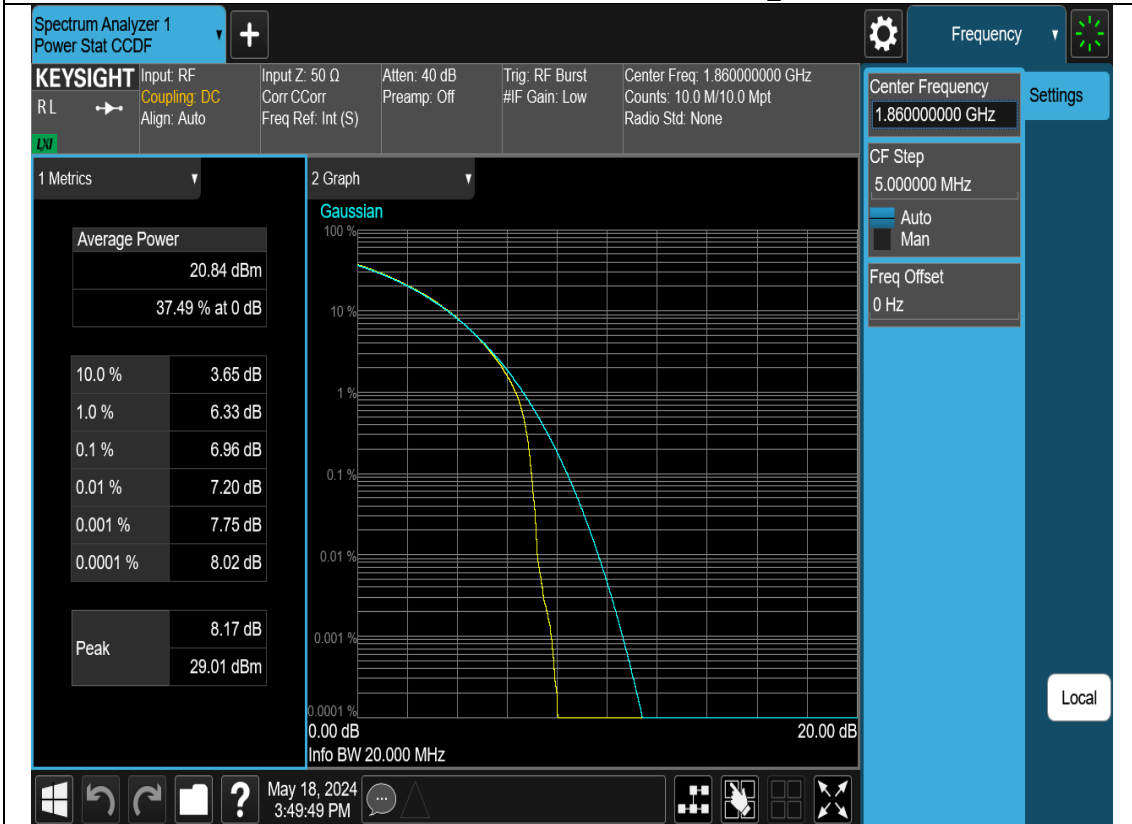 Spectrum Analyzer 1
Power Stat CCDF
Frequency
KEYSIGHT
RL
LXI
Input: RF
Coupling: DC
Align: Auto
Input Z: 50 Ω
Corr CCorr
Freq Ref: Int (S)
Atten: 40 dB
Preamp: Off
Trig: RF Burst
#IF Gain: Low
Center Freq: 1.860000000 GHz
Counts: 10.0 M/10.0 Mpt
Radio Std: None
Center Frequency
1.860000000 GHz
Settings
CF Step
5.000000 MHz
Auto
Man
Freq Offset
0 Hz
Local
1 Metrics
Average Power
20.84 dBm
37.49 % at 0 dB
10.0 % 3.65 dB
1.0 % 6.33 dB
0.1 % 6.96 dB
0.01 % 7.20 dB
0.001 % 7.75 dB
0.0001 % 8.02 dB
Peak
8.17 dB
29.01 dBm
2 Graph
Gaussian
100 %
10 %
1 %
0.1 %
0.01 %
0.001 %
0.0001 %
0.00 dB 20.00 dB
Info BW 20.000 MHz
May 18, 2024
3:49:49 PM